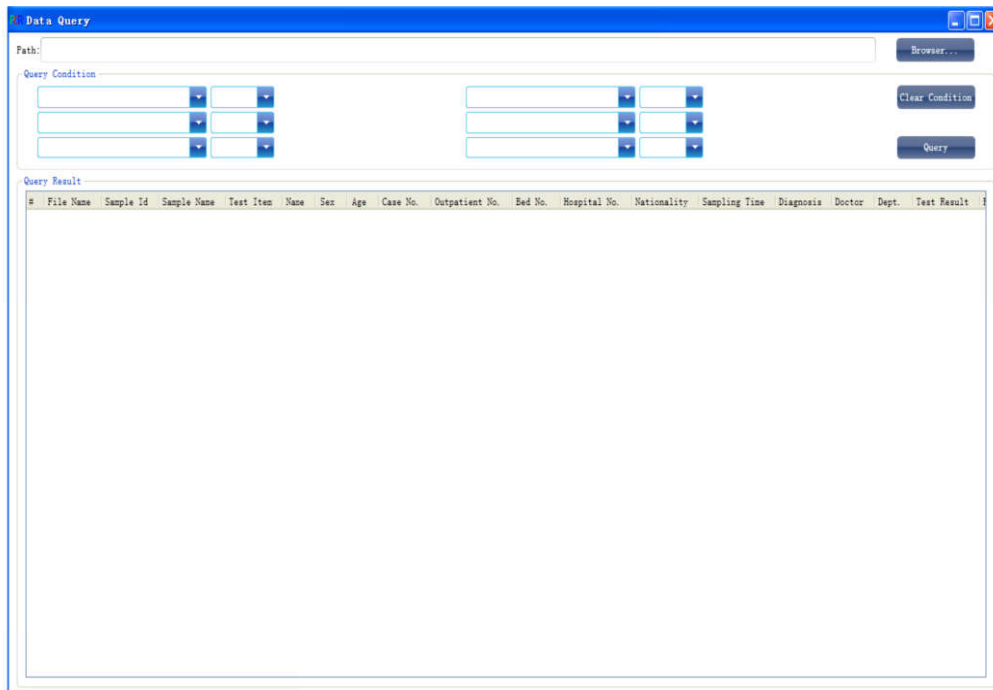 Data Query
Path: Browser...
Query Condition
Clear Condition
Query
Query Result
# File Name Sample Id Sample Name Test Item Name Sex Age Case No. Outpatient No. Bed No. Hospital No. Nationality Sampling Time Diagnosis Doctor Dept. Test Result